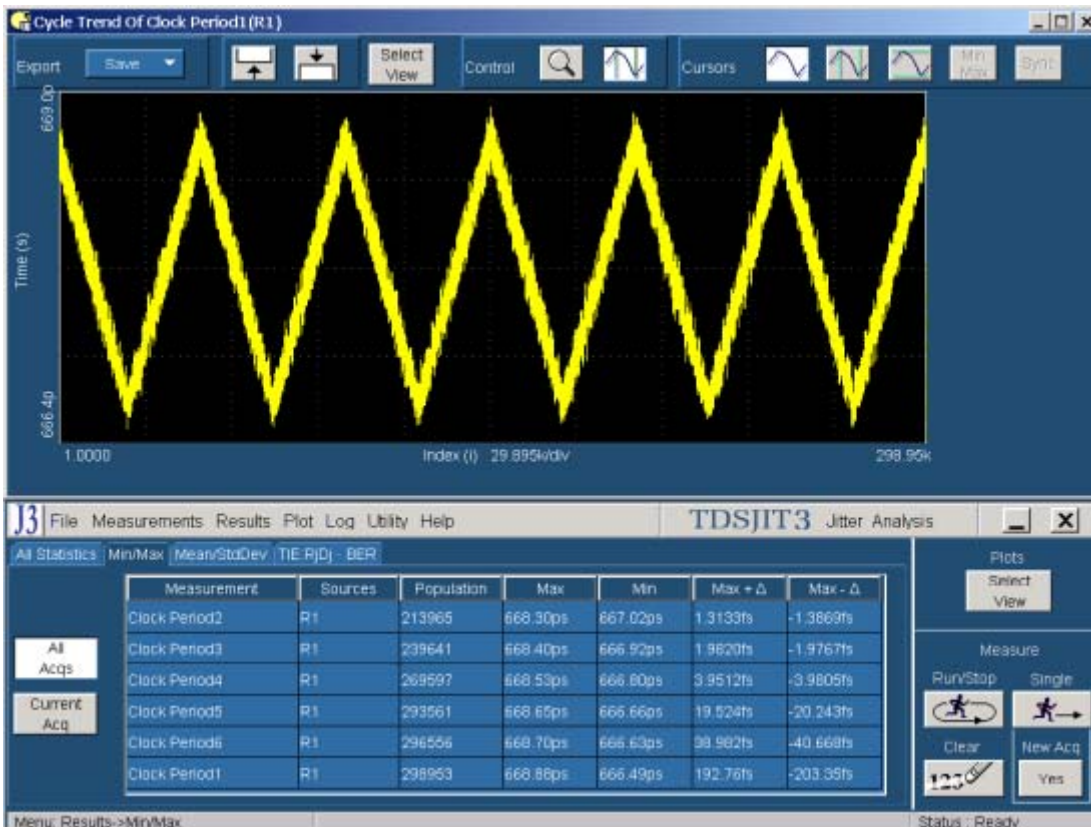 Cycle Trend Of Clock Period1(R1)
Export Save Select View Control Cursors Min Max Sync
669.0p
Time (s)
666.4p
1.0000 Index (i) 29.895k/div 298.95k
J3 File Measurements Results Plot Log Utility Help TDSJIT3 Jitter Analysis
All Statistics Min/Max Mean/StdDev TIE:RjDj - BER
Plots
Select View
Measurement Sources Population Max Min Max + Δ Max - Δ
Clock Period2 R1 213965 668.30ps 667.02ps 1.3133fs -1.3869fs
Clock Period3 R1 239641 668.40ps 666.92ps 1.9820fs -1.9767fs
Clock Period4 R1 269597 668.53ps 666.80ps 3.9512fs -3.9805fs
Clock Period5 R1 293561 668.65ps 666.66ps 19.524fs -20.243fs
Clock Period6 R1 296556 668.70ps 666.63ps 38.982fs -40.668fs
Clock Period1 R1 298953 668.88ps 666.49ps 192.76fs -203.35fs
All Acqs
Current Acq
Measure
Run/Stop Single
Clear New Acq
123 Yes
Menu: Results->Min/Max Status : Ready